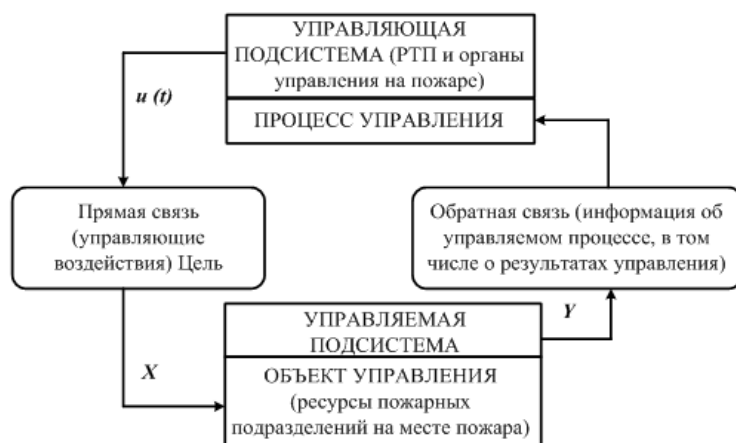 УПРАВЛЯЮЩАЯ
ПОДСИСТЕМА (РТП и органы
управления на пожаре)
u (t)
ПРОЦЕСС УПРАВЛЕНИЯ
Прямая связь
(управляющие
воздействия) Цель
Обратная связь (информация об
управляемом процессе, в том
числе о результатах управления)
УПРАВЛЯЕМАЯ
ПОДСИСТЕМА
Y
X
ОБЪЕКТ УПРАВЛЕНИЯ
(ресурсы пожарных
подразделений на месте пожара)